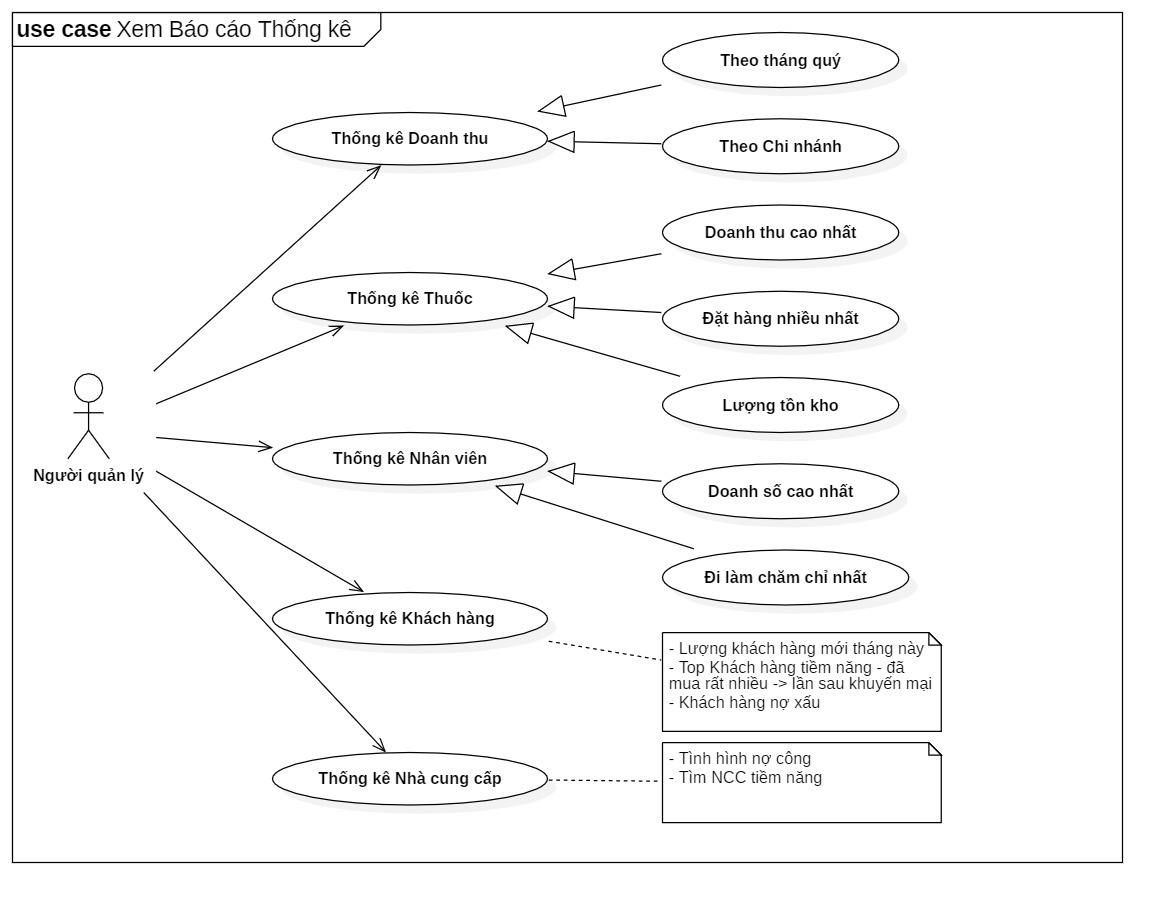 use case Xem Báo cáo Thống kê
Theo tháng quý
Thống kê Doanh thu
Theo Chi nhánh
Doanh thu cao nhất
Thống kê Thuốc
Đặt hàng nhiều nhất
Lượng tồn kho
Người quản lý
Thống kê Nhân viên
Doanh số cao nhất
Đi làm chăm chỉ nhất
Thống kê Khách hàng
- Lượng khách hàng mới tháng này
- Top Khách hàng tiềm năng - đã
mua rất nhiều -> lần sau khuyến mại
- Khách hàng nợ xấu
Thống kê Nhà cung cấp
- Tình hình nợ công
- Tìm NCC tiềm năng